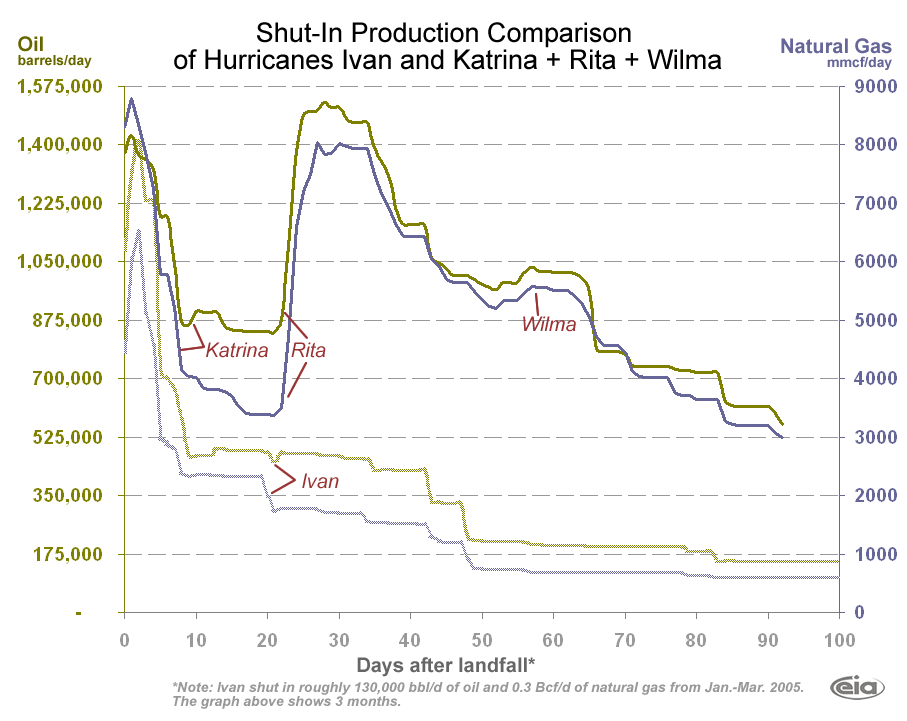 Shut-In Production Comparison
of Hurricanes Ivan and Katrina + Rita + Wilma
Oil
barrels/day
Natural Gas
mmcf/day
1,575,000
1,400,000
1,225,000
1,050,000
875,000
700,000
525,000
350,000
175,000
-
9000
8000
7000
6000
5000
4000
3000
2000
1000
0
Katrina
Rita
Wilma
Ivan
0 10 20 30 40 50 60 70 80 90 100
Days after landfall*
*Note: Ivan shut in roughly 130,000 bbl/d of oil and 0.3 Bcf/d of natural gas from Jan.-Mar. 2005.
The graph above shows 3 months.
eia